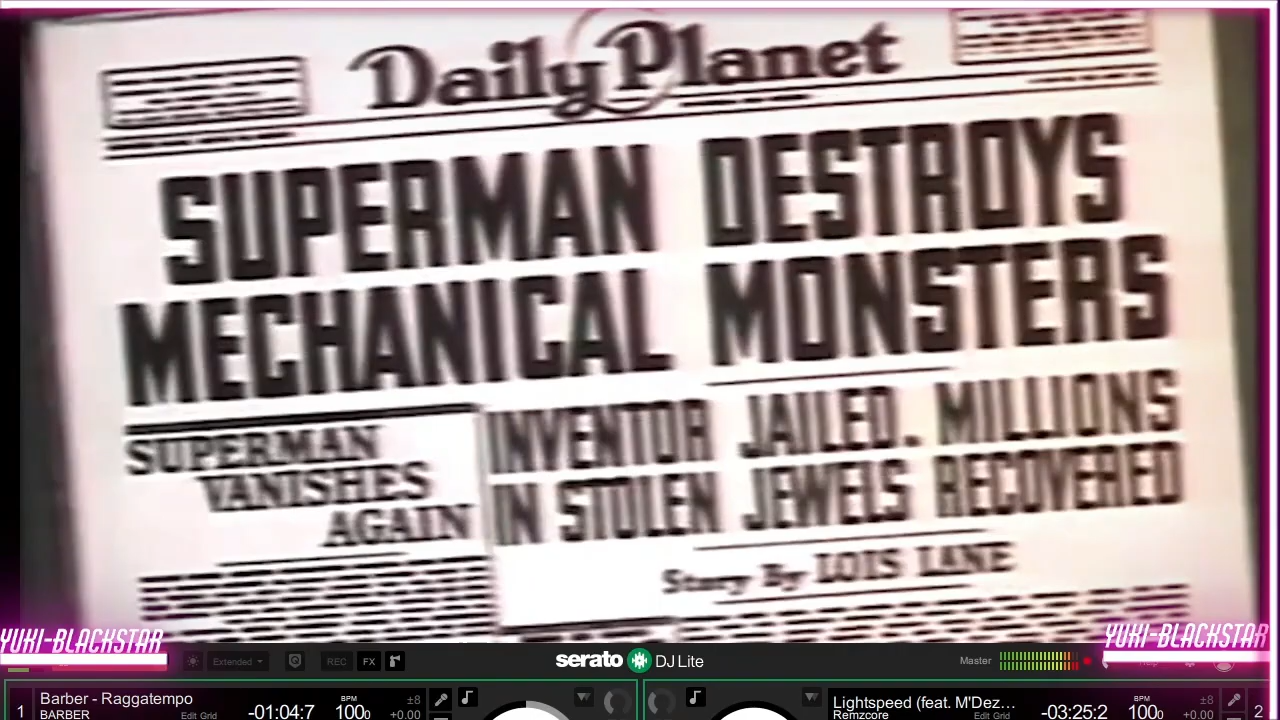 Daily Planet
SUPERMAN DESTROYS
MECHANICAL MONSTERS
SUPERMAN
VANISHES
AGAIN
INVENTOR JAILED. MILLIONS
IN STOLEN JEWELS RECOVERED
Story By LOIS LANE
YUKI-BLACKSTAR
YUKI-BLACKSTAR
Extended
REC
FX
serato DJ Lite
Master
Help
1
Barber - Raggatempo
BARBER
Edit Grid
-01:04:7
BPM
100.0
±8
+0.00
Lightspeed (feat. M'Dez...
Remzcore
Edit Grid
-03:25:2
BPM
100.0
±8
+0.00
2